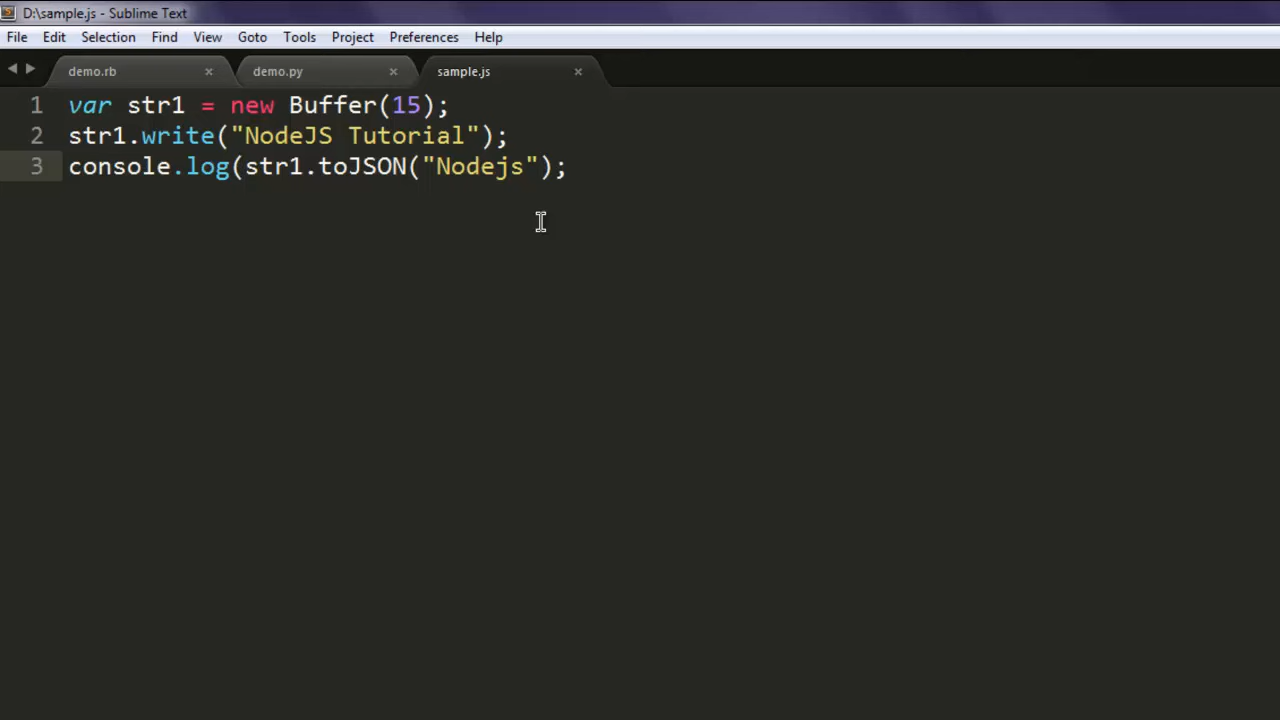 D:\sample.js - Sublime Text
File Edit Selection Find View Goto Tools Project Preferences Help
demo.rb × demo.py × sample.js ×
1 var str1 = new Buffer(15);
2 str1.write("NodeJS Tutorial");
3 console.log(str1.toJSON("Nodejs");